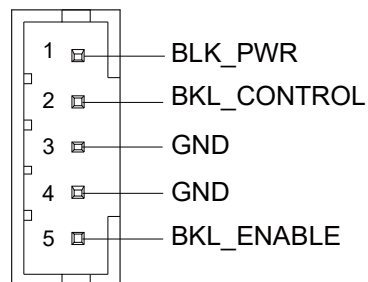 1 BLK_PWR
2 BKL_CONTROL
3 GND
4 GND
5 BKL_ENABLE